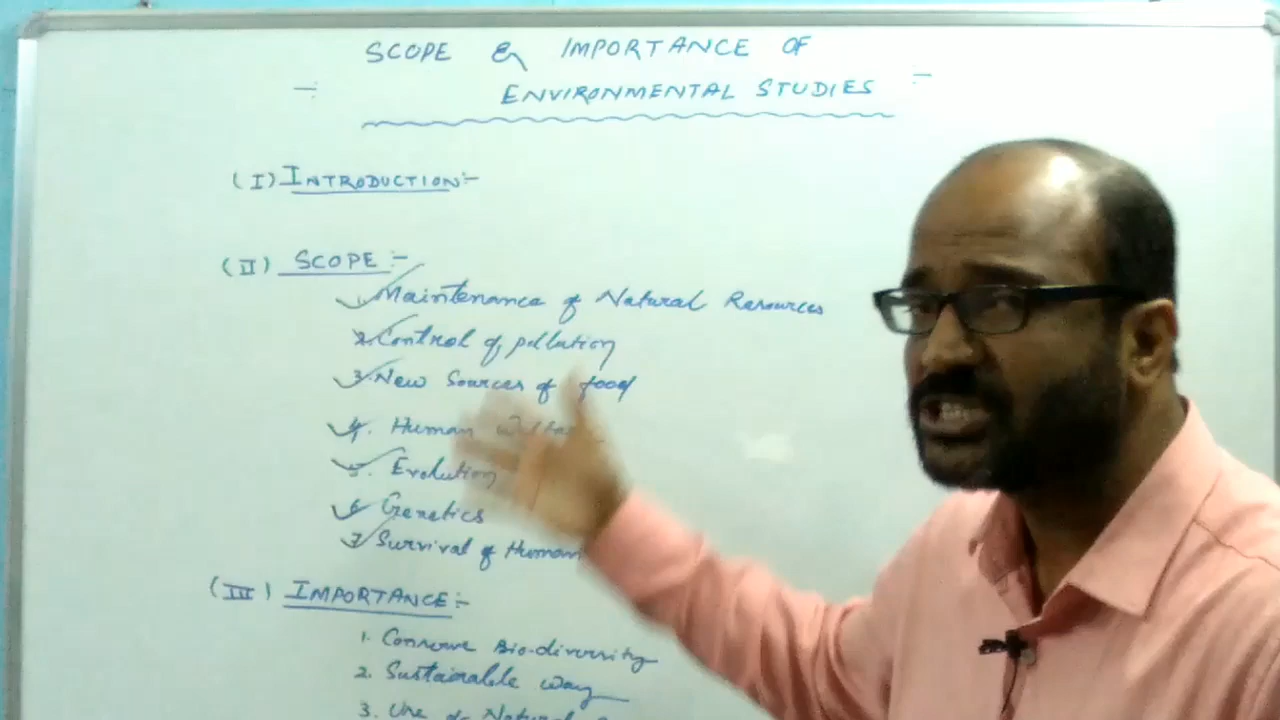 SCOPE & IMPORTANCE OF
ENVIRONMENTAL STUDIES
(I) INTRODUCTION:-
(II) SCOPE :-
1. Maintenance of Natural Resources
2. Control of pollution
3. New Sources of food
4. Human
5. Evolution
6. Genetics
7. Survival of Human
(III) IMPORTANCE:-
1. Conserve Bio-diversity
2. Sustainable way
3. Use of Natural